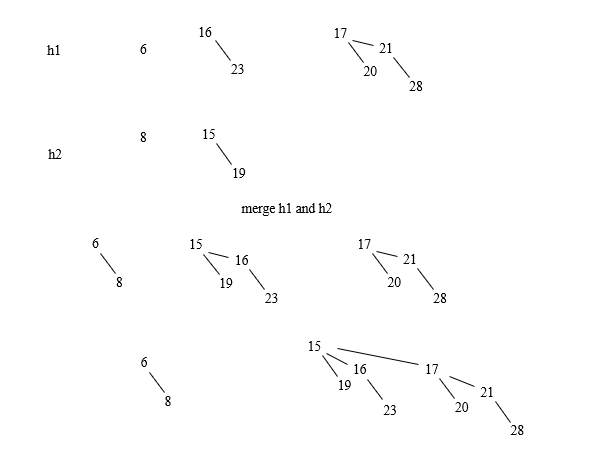 h1 6 16 17
23 20 21
28
h2 8 15
19
merge h1 and h2
6 15 16 17 21
8 19 23 20 28
6 15
16 17
8 19 23 20 21
28